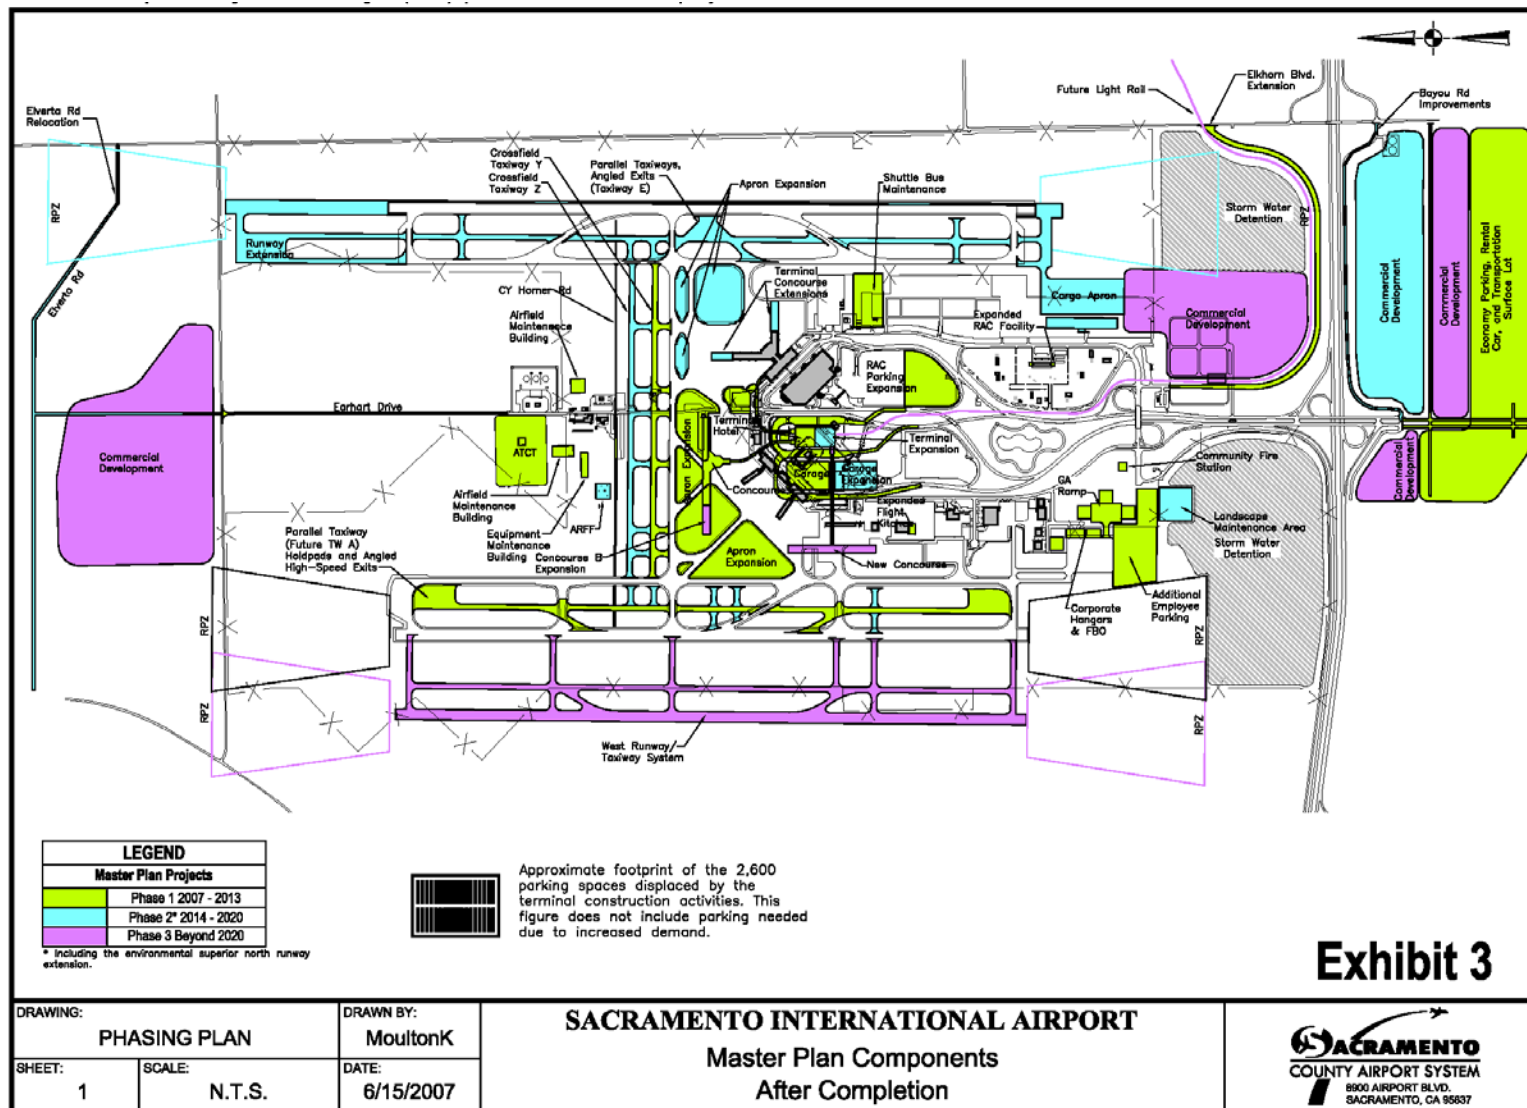 Elverta Rd
Relocation
RPZ
Elverta Rd
Runway
Extension
Crossfield
Taxiway Y
Crossfield
Taxiway Z
Parallel Taxiways,
Angled Exits
(Taxiway E)
Apron Expansion
Shuttle Bus
Maintenance
Future Light Rail
Elkhorn Blvd.
Extension
Bayou Rd
Improvements
Storm Water
Detention
RPZ
Terminal
Concourse
Extensions
CY Homer Rd
Airfield
Maintenance
Building
Cargo Apron
Expanded
RAC Facility
Commercial
Development
Commercial
Development
Commercial
Development
Economy Parking, Rental
Car, and Transportation
Surface Lot
RAC
Parking
Expansion
Earhart Drive
Terminal
Hotel
Apron Expansion
Terminal
Expansion
Commercial
Development
ATCT
Garage
Garage
Expansion
Community Fire
Station
Commercial
Development
Airfield
Maintenance
Building
Concourse
Expanded
Flight
Kitchen
GA
Ramp
ARFF
Landscape
Maintenance Area
Storm Water
Detention
Parallel Taxiway
(Future TW A)
Holdpads and Angled
High-Speed Exits
Equipment
Maintenance
Building
Concourse B
Expansion
Apron
Expansion
New Concourse
Corporate
Hangars
& FBO
Additional
Employee
Parking
RPZ
RPZ
RPZ
RPZ
West Runway/
Taxiway System
LEGEND
Master Plan Projects
Phase 1 2007 - 2013
Phase 2* 2014 - 2020
Phase 3 Beyond 2020
* Including the environmental superior north runway
extension.
Approximate footprint of the 2,600
parking spaces displaced by the
terminal construction activities. This
figure does not include parking needed
due to increased demand.
Exhibit 3
DRAWING:
PHASING PLAN
DRAWN BY:
MoultonK
SHEET:
1
SCALE:
N.T.S.
DATE:
6/15/2007
SACRAMENTO INTERNATIONAL AIRPORT
Master Plan Components
After Completion
SACRAMENTO
COUNTY AIRPORT SYSTEM
6900 AIRPORT BLVD.
SACRAMENTO, CA 95837